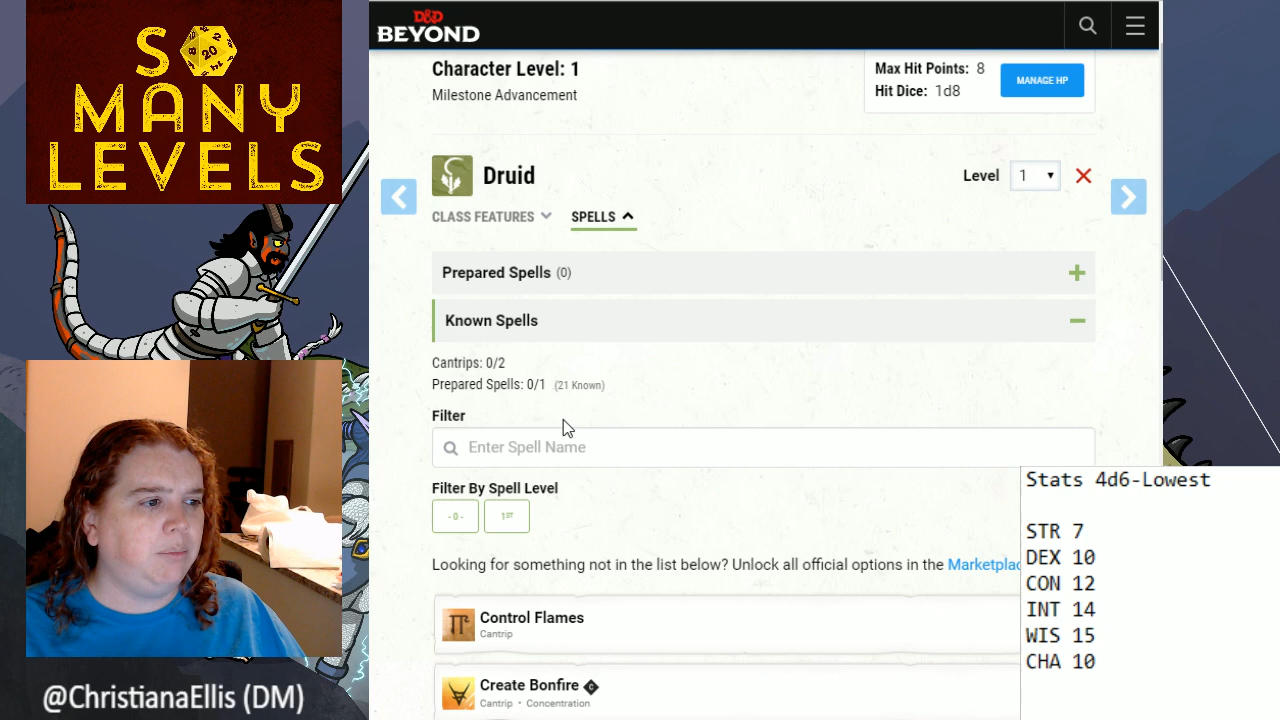 SO
MANY
LEVELS
20
D&D
BEYOND
Character Level: 1
Milestone Advancement
Max Hit Points: 8
Hit Dice: 1d8
MANAGE HP
Druid
Level 1
CLASS FEATURES
SPELLS
Prepared Spells (0)
Known Spells
Cantrips: 0/2
Prepared Spells: 0/1 (21 Known)
Filter
Enter Spell Name
Filter By Spell Level
- 0 -
1ST
Looking for something not in the list below? Unlock all official options in the Marketplac
Control Flames
Cantrip
Create Bonfire
Cantrip • Concentration
Stats 4d6-Lowest
STR 7
DEX 10
CON 12
INT 14
WIS 15
CHA 10
@ChristianaEllis (DM)